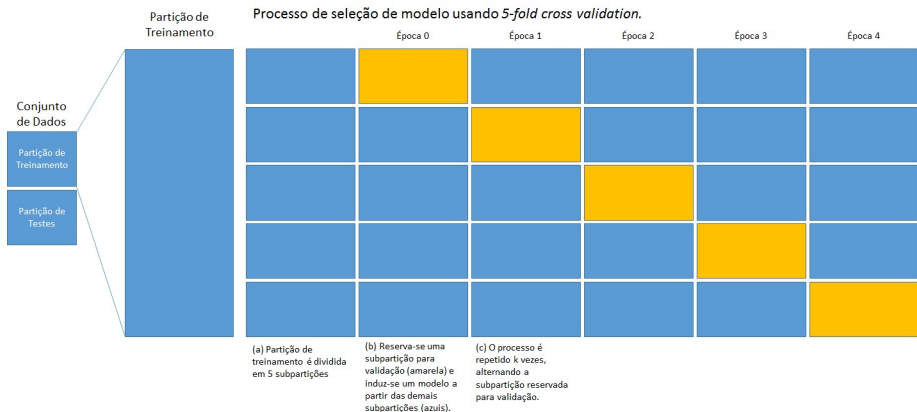 Processo de seleção de modelo usando 5-fold cross validation.
Partição de
Treinamento
Época 0
Época 1
Época 2
Época 3
Época 4
Conjunto
de Dados
Partição de
Treinamento
Partição de
Testes
(a) Partição de
treinamento é dividida
em 5 subpartições
(b) Reserva-se uma
subpartição para
validação (amarela) e
induz-se um modelo a
partir das demais
subpartições (azuis).
(c) O processo é
repetido k vezes,
alternando a
subpartição reservada
para validação.